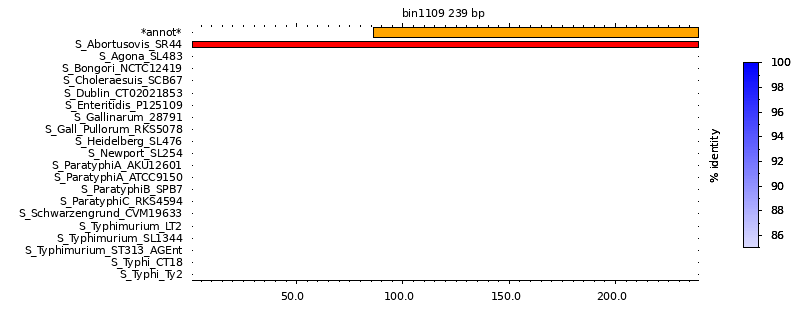 bin1109 239 bp
*annot*
S_Abortusovis_SR44
S_Agona_SL483
S_Bongori_NCTC12419
S_Choleraesuis_SCB67
S_Dublin_CT02021853
S_Enteritidis_P125109
S_Gallinarum_28791
S_Gall_Pullorum_RKS5078
S_Heidelberg_SL476
S_Newport_SL254
S_ParatyphiA_AKU12601
S_ParatyphiA_ATCC9150
S_ParatyphiB_SPB7
S_ParatyphiC_RKS4594
S_Schwarzengrund_CVM19633
S_Typhimurium_LT2
S_Typhimurium_SL1344
S_Typhimurium_ST313_AGEnt
S_Typhi_CT18
S_Typhi_Ty2
50.0 100.0 150.0 200.0
% identity
100
98
96
94
92
90
88
86